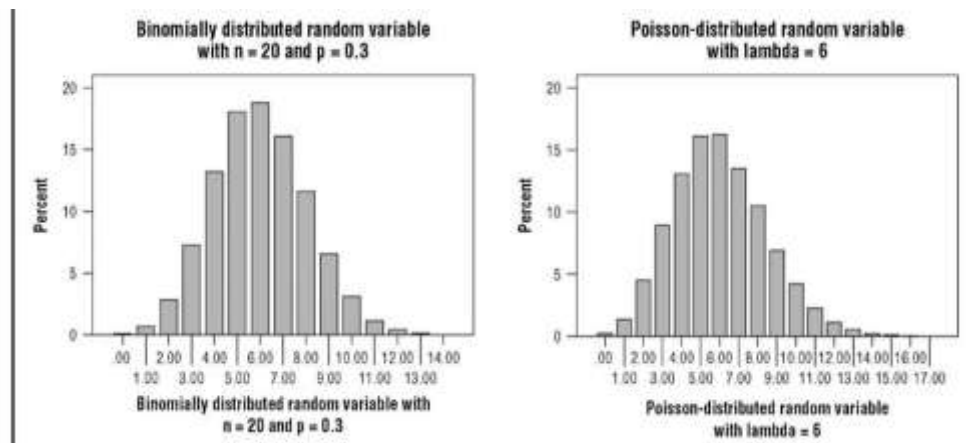 Binomially distributed random variable
with n = 20 and p = 0.3
20
15
10
5
0
Percent
.00 2.00 4.00 6.00 8.00 10.00 12.00 14.00
1.00 3.00 5.00 7.00 9.00 11.00 13.00
Binomially distributed random variable with
n = 20 and p = 0.3
Poisson-distributed random variable
with lambda = 6
20
15
10
5
0
Percent
.00 2.00 4.00 6.00 8.00 10.00 12.00 14.00 16.00
1.00 3.00 5.00 7.00 9.00 11.00 13.00 15.00 17.00
Poisson-distributed random variable
with lambda = 6